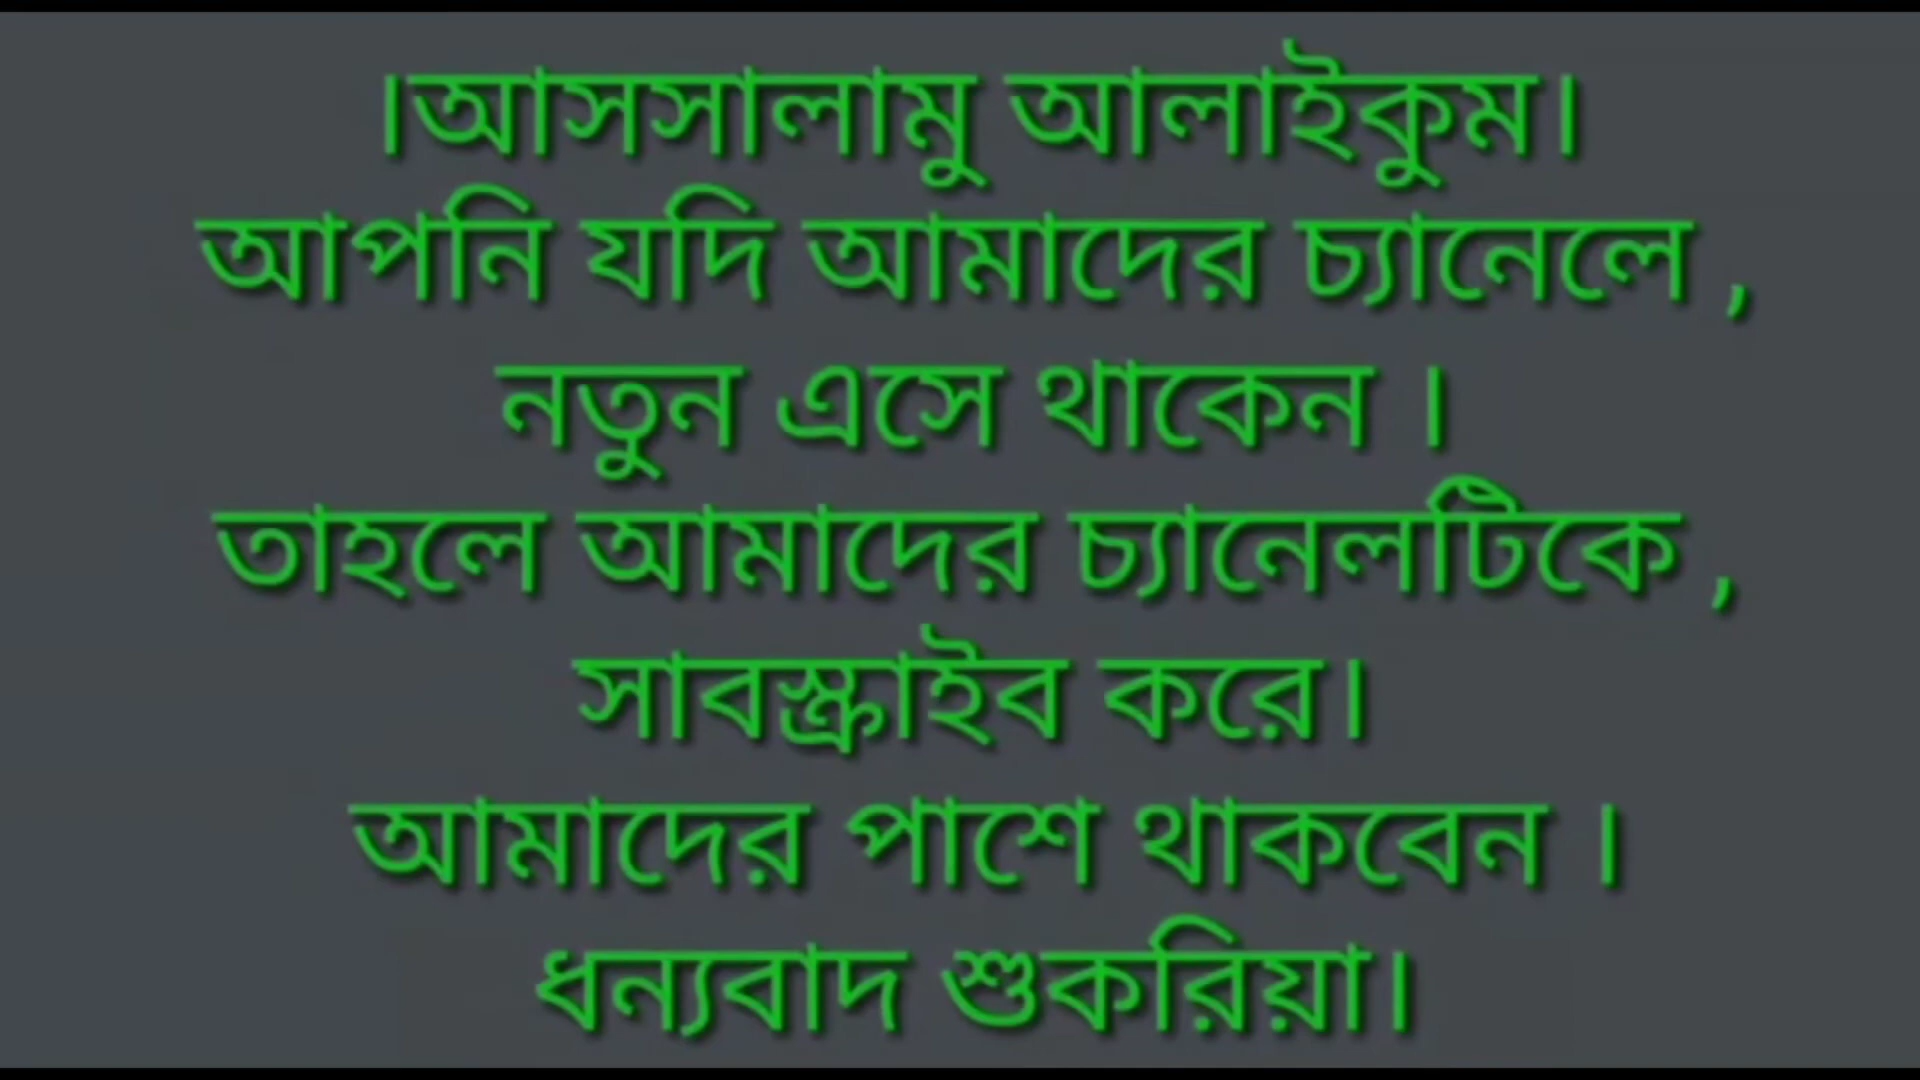 ।আসসালামু আলাইকুম।
আপনি যদি আমাদের চ্যানেলে ,
নতুন এসে থাকেন ।
তাহলে আমাদের চ্যানেলটিকে ,
সাবস্ক্রাইব করে।
আমাদের পাশে থাকবেন ।
ধন্যবাদ শুকরিয়া।